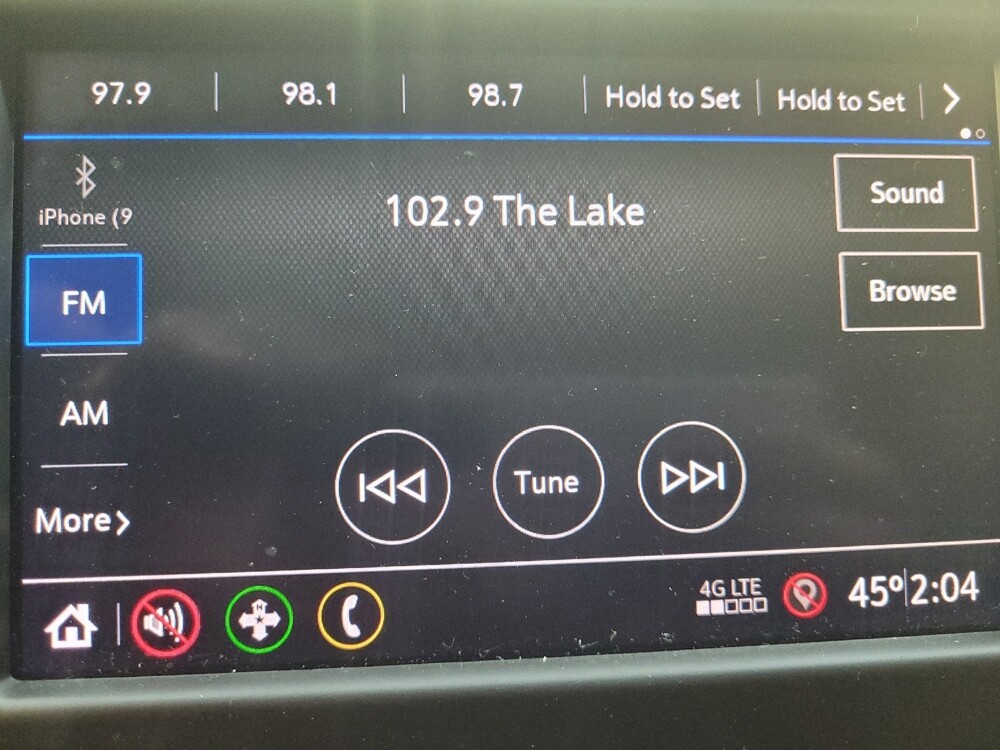 97.9
98.1
98.7
Hold to Set
Hold to Set
iPhone (9
102.9 The Lake
Sound
FM
Browse
AM
Tune
More
4G LTE
45° 2:04